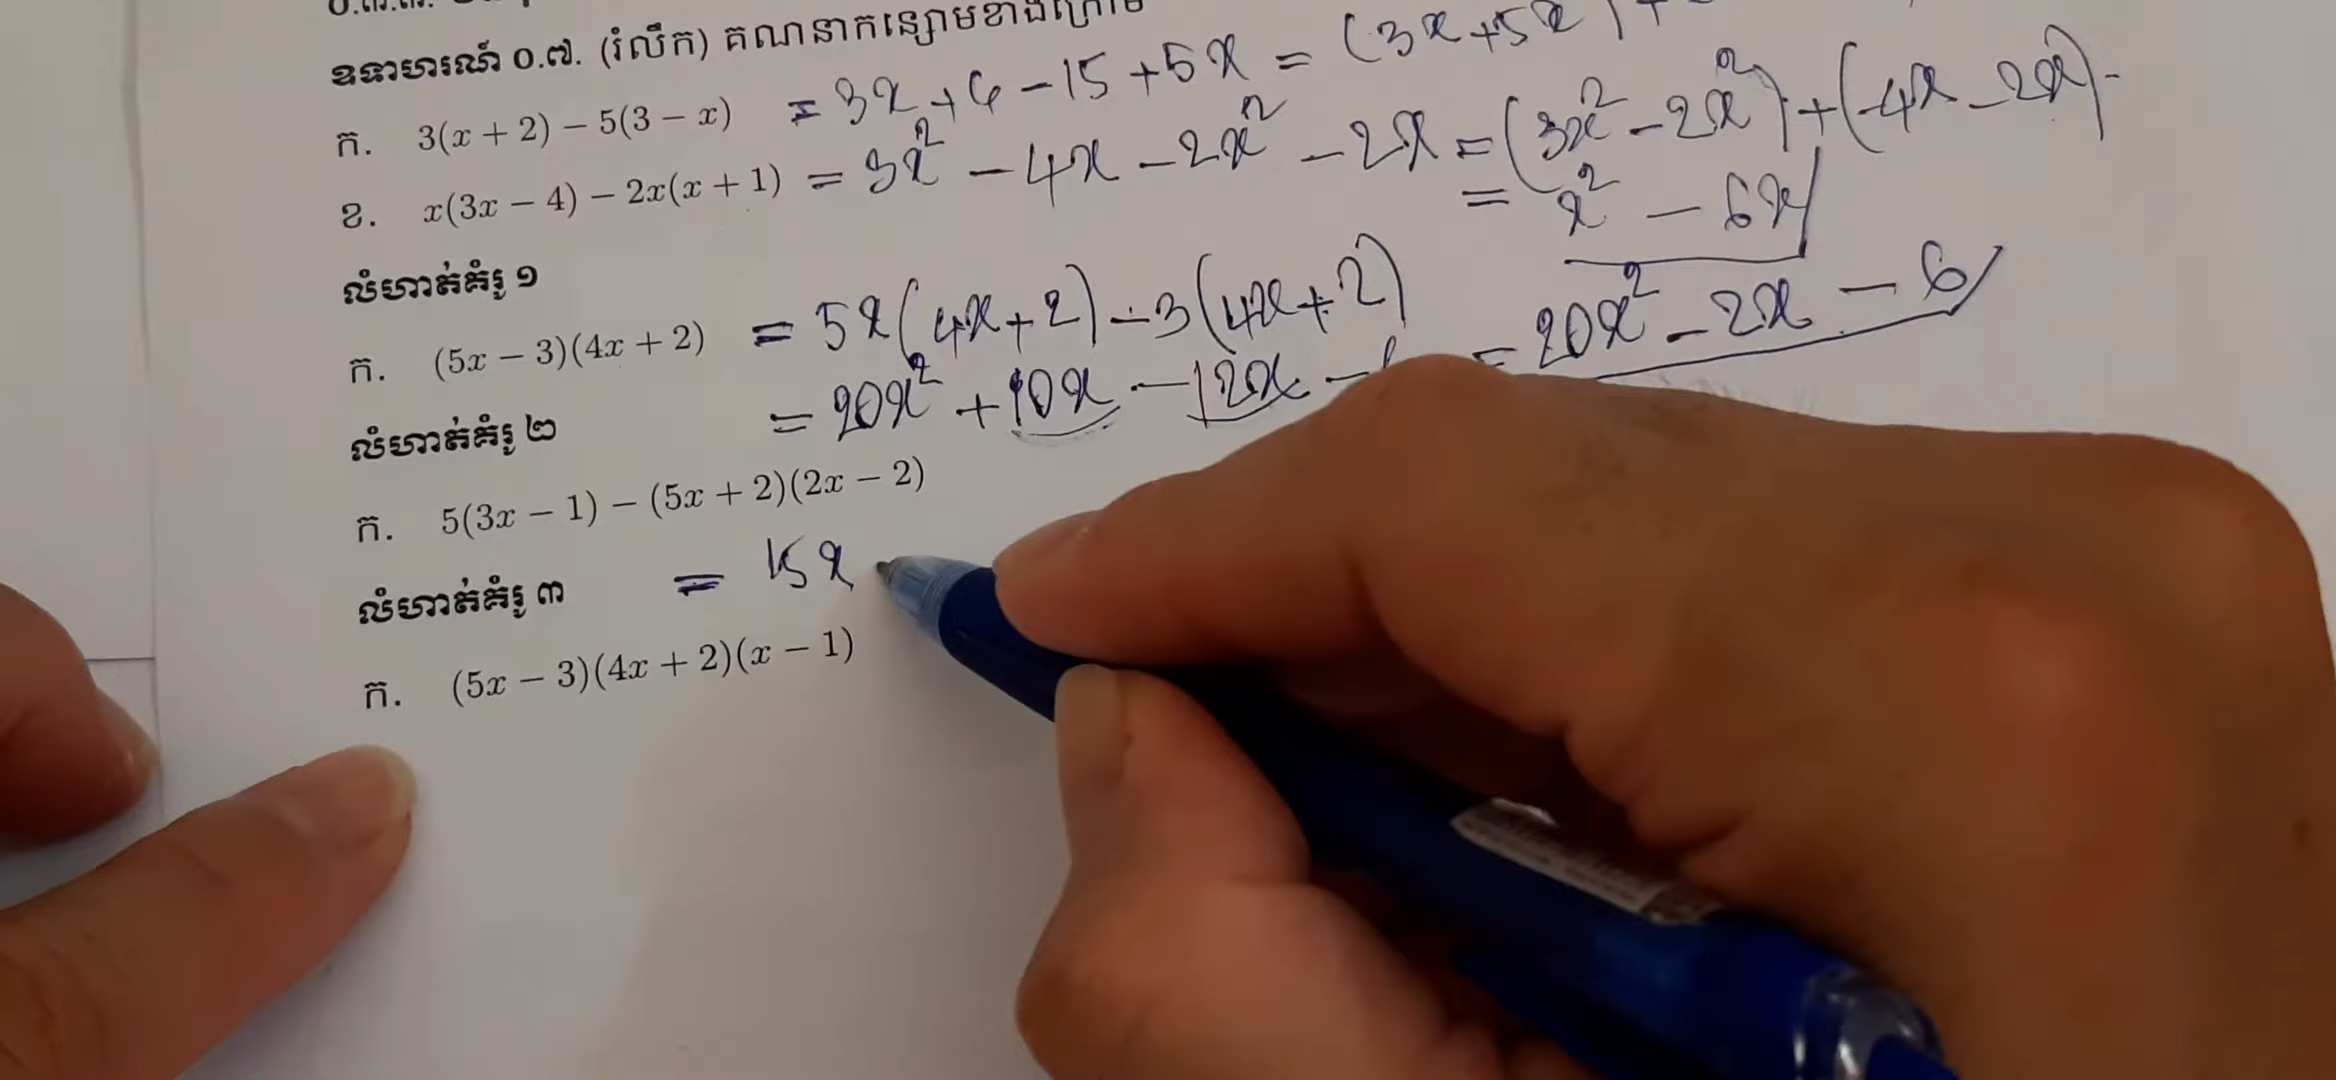 ឧទាហរណ៍ ០.៧. (រំលឹក) គណនាកន្សោមខាងក្រោម
ក. 3(x + 2) − 5(3 − x) = 3x + 6 − 15 + 5x = (3x + 5x) +
ខ. x(3x − 4) − 2x(x + 1) = 3x² − 4x − 2x² − 2x = (3x² − 2x²) + (−4x − 2x)
= x² − 6x
លំហាត់គំរូ ១
ក. (5x − 3)(4x + 2) = 5x(4x + 2) − 3(4x + 2)
= 20x² + 10x − 12x − = 20x² − 2x − 6
លំហាត់គំរូ ២
ក. 5(3x − 1) − (5x + 2)(2x − 2)
= 15x
លំហាត់គំរូ ៣
ក. (5x − 3)(4x + 2)(x − 1)